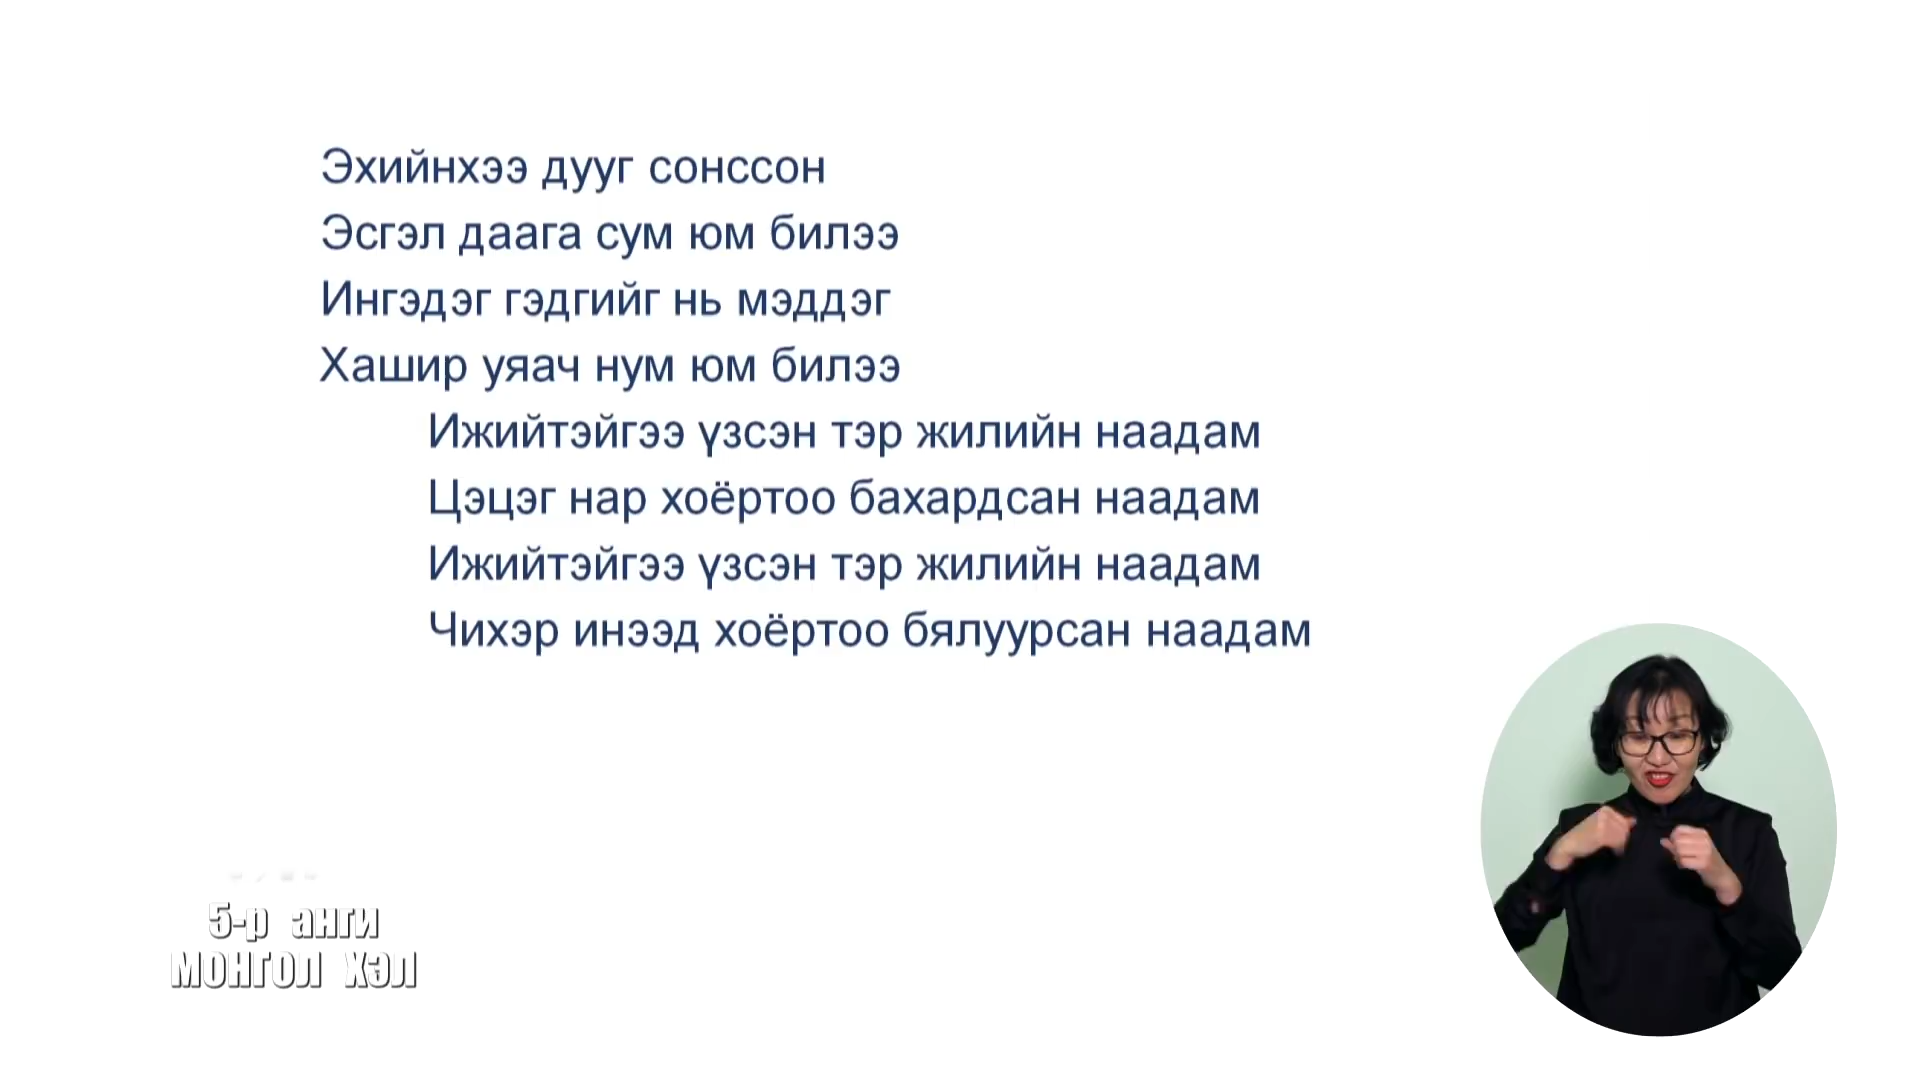 Эхийнхээ дууг сонссон
Эсгэл даага сум юм билээ
Ингэдэг гэдгийг нь мэддэг
Хашир уяач нум юм билээ
Ижийтэйгээ үзсэн тэр жилийн наадам
Цэцэг нар хоёртоо бахардсан наадам
Ижийтэйгээ үзсэн тэр жилийн наадам
Чихэр инээд хоёртоо бялуурсан наадам
5-р анги
МОНГОЛ ХЭЛ